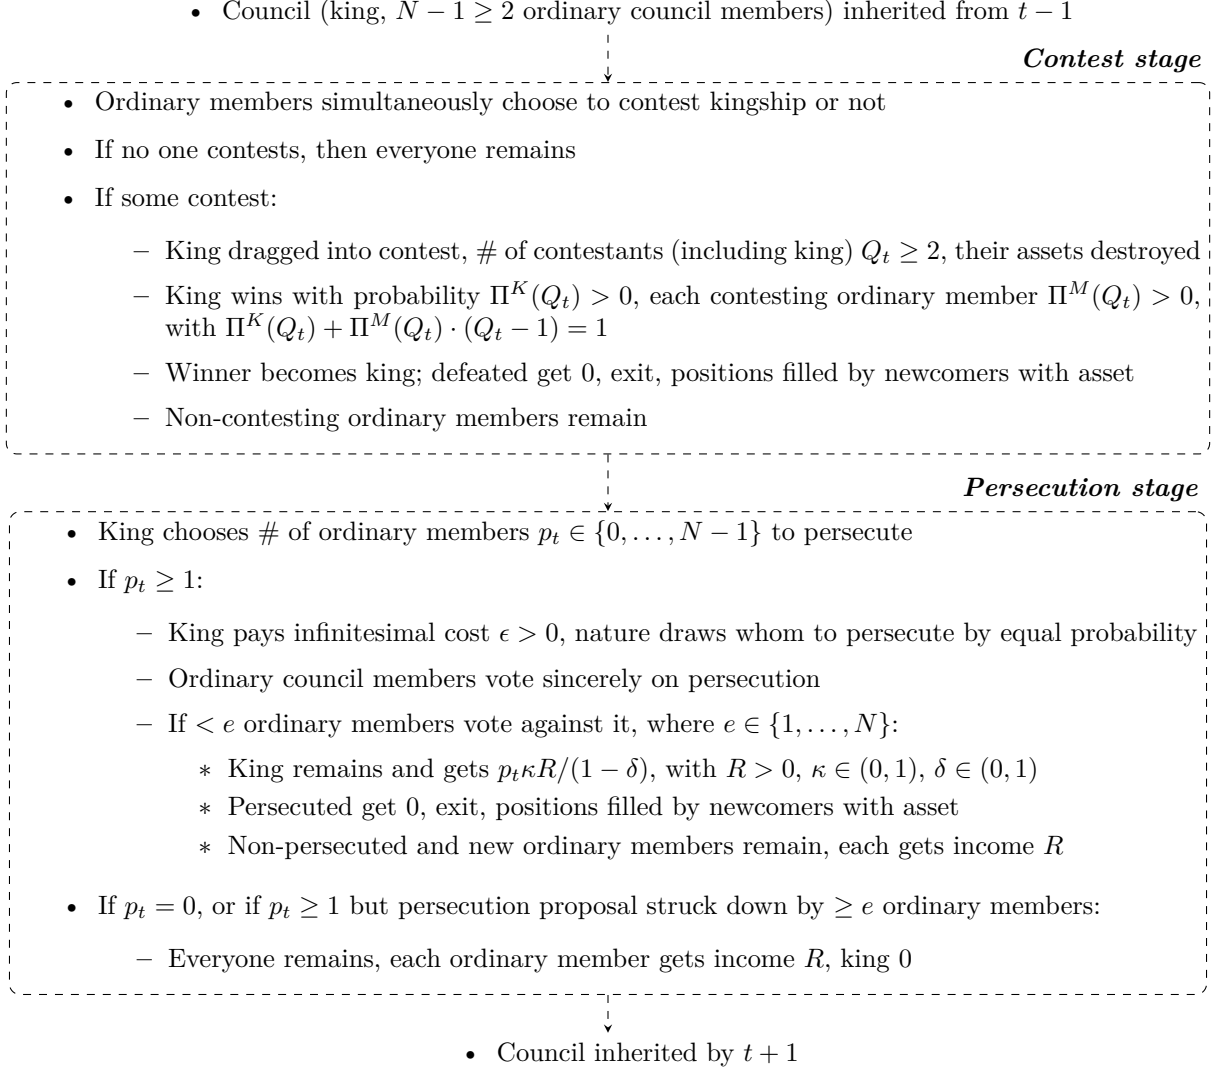 • Council (king, N − 1 ≥ 2 ordinary council members) inherited from t − 1
Contest stage
• Ordinary members simultaneously choose to contest kingship or not
• If no one contests, then everyone remains
• If some contest:
– King dragged into contest, # of contestants (including king) Q_t ≥ 2, their assets destroyed
– King wins with probability Π^K(Q_t) > 0, each contesting ordinary member Π^M(Q_t) > 0,
with Π^K(Q_t) + Π^M(Q_t) · (Q_t − 1) = 1
– Winner becomes king; defeated get 0, exit, positions filled by newcomers with asset
– Non-contesting ordinary members remain
Persecution stage
• King chooses # of ordinary members p_t ∈ {0, . . . , N − 1} to persecute
• If p_t ≥ 1:
– King pays infinitesimal cost ϵ > 0, nature draws whom to persecute by equal probability
– Ordinary council members vote sincerely on persecution
– If < e ordinary members vote against it, where e ∈ {1, . . . , N}:
∗ King remains and gets p_tκR/(1 − δ), with R > 0, κ ∈ (0, 1), δ ∈ (0, 1)
∗ Persecuted get 0, exit, positions filled by newcomers with asset
∗ Non-persecuted and new ordinary members remain, each gets income R
• If p_t = 0, or if p_t ≥ 1 but persecution proposal struck down by ≥ e ordinary members:
– Everyone remains, each ordinary member gets income R, king 0
• Council inherited by t + 1